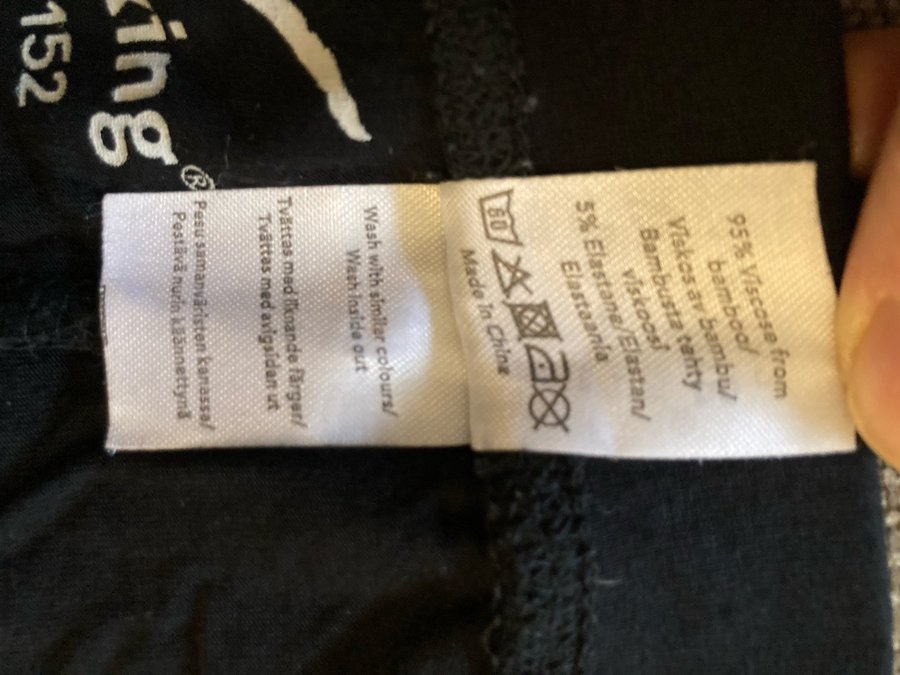 king®
152
95% Viscose from
bamboo/
Viskos av bambu/
Bambusta tehty
viskoosi
5% Elastane/Elastan/
Elastaania
60
Made in China
Wash with similar colours/
Wash inside out
Tvättas med liknande färger/
Tvättas med avigsidan ut
Pesu samanväristen kanssa/
Pestävä nurin käännettynä